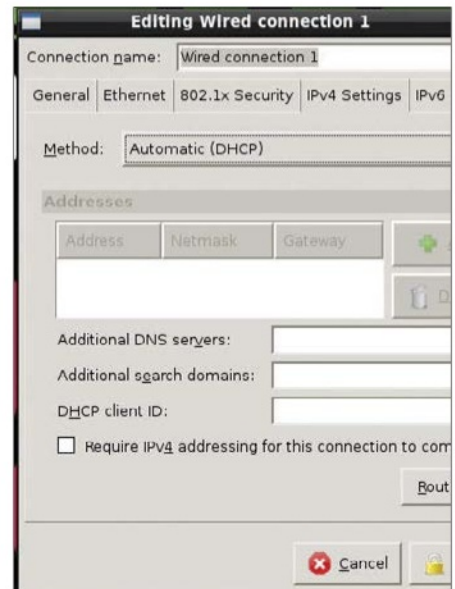 Editing Wired connection 1
Connection name: Wired connection 1
General Ethernet 802.1x Security IPv4 Settings IPv6
Method: Automatic (DHCP)
Addresses
Address Netmask Gateway
Additional DNS servers:
Additional search domains:
DHCP client ID:
Require IPv4 addressing for this connection to com
Rout
Cancel